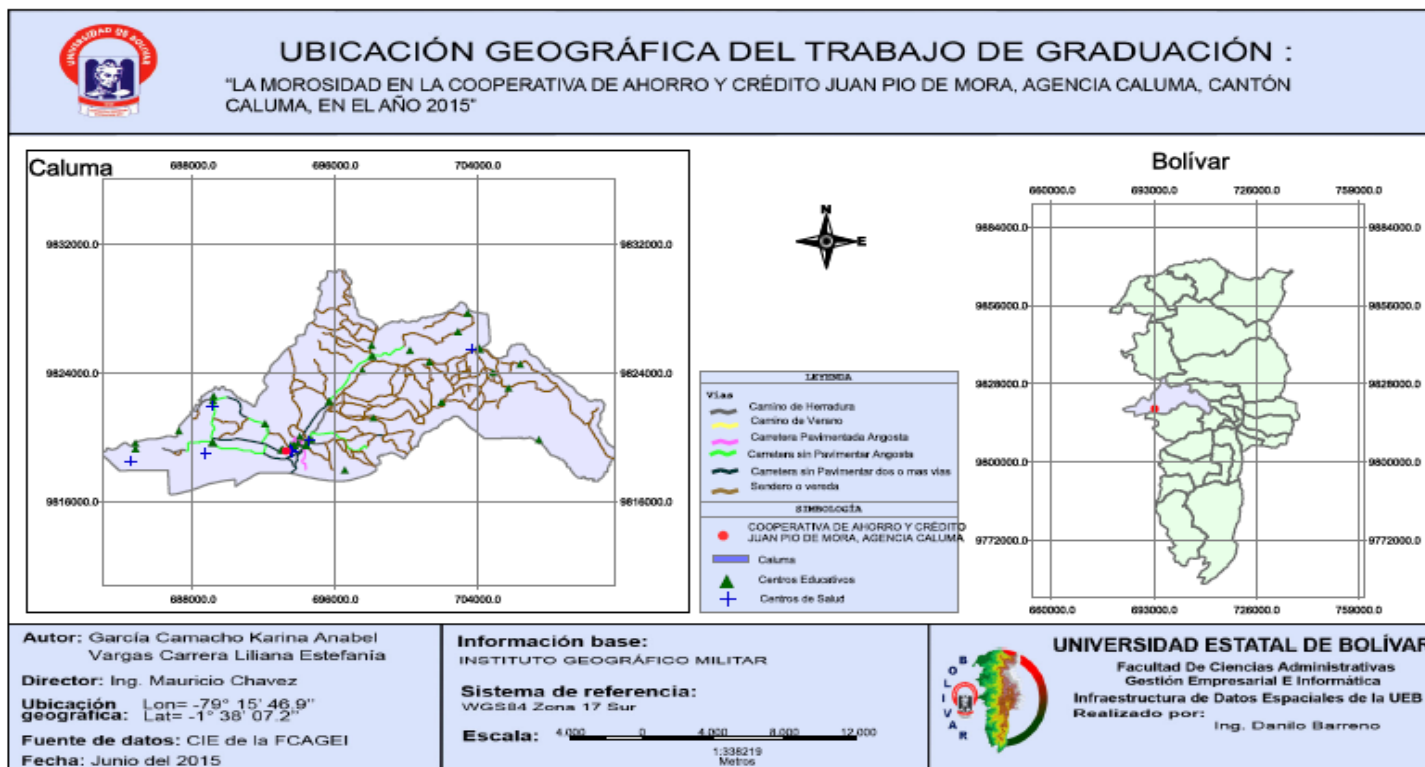 UNIVERSIDAD DE BOLIVAR
UBICACIÓN GEOGRÁFICA DEL TRABAJO DE GRADUACIÓN :
"LA MOROSIDAD EN LA COOPERATIVA DE AHORRO Y CRÉDITO JUAN PIO DE MORA, AGENCIA CALUMA, CANTÓN
CALUMA, EN EL AÑO 2015"
Caluma
688000.0 696000.0 704000.0
9832000.0 9832000.0
9824000.0 9824000.0
9816000.0 9816000.0
688000.0 696000.0 704000.0
N
E
Bolívar
660000.0 693000.0 726000.0 759000.0
9884000.0 9884000.0
9856000.0 9856000.0
9828000.0 9828000.0
9800000.0 9800000.0
9772000.0 9772000.0
660000.0 693000.0 726000.0 759000.0
LEYENDA
Vías
Camino de Herradura
Camino de Verano
Carretera Pavimentada Angosta
Carretera sin Pavimentar Angosta
Carretera sin Pavimentar dos o mas vías
Sendero o vereda
SIMBOLOGÍA
COOPERATIVA DE AHORRO Y CRÉDITO
JUAN PIO DE MORA, AGENCIA CALUMA
Caluma
Centros Educativos
Centros de Salud
Autor: García Camacho Karina Anabel
Vargas Carrera Liliana Estefanía
Director: Ing. Mauricio Chavez
Ubicación geográfica: Lon= -79° 15' 46.9"
Lat= -1° 38' 07.2"
Fuente de datos: CIE de la FCAGEI
Fecha: Junio del 2015
Información base:
INSTITUTO GEOGRÁFICO MILITAR
Sistema de referencia:
WGS84 Zona 17 Sur
Escala: 4.000 0 4.000 8.000 12.000
1:338219
Metros
BOLIVAR
UNIVERSIDAD ESTATAL DE BOLÍVAR
Facultad De Ciencias Administrativas
Gestión Empresarial E Informática
Infraestructura de Datos Espaciales de la UEB
Realizado por:
Ing. Danilo Barreno